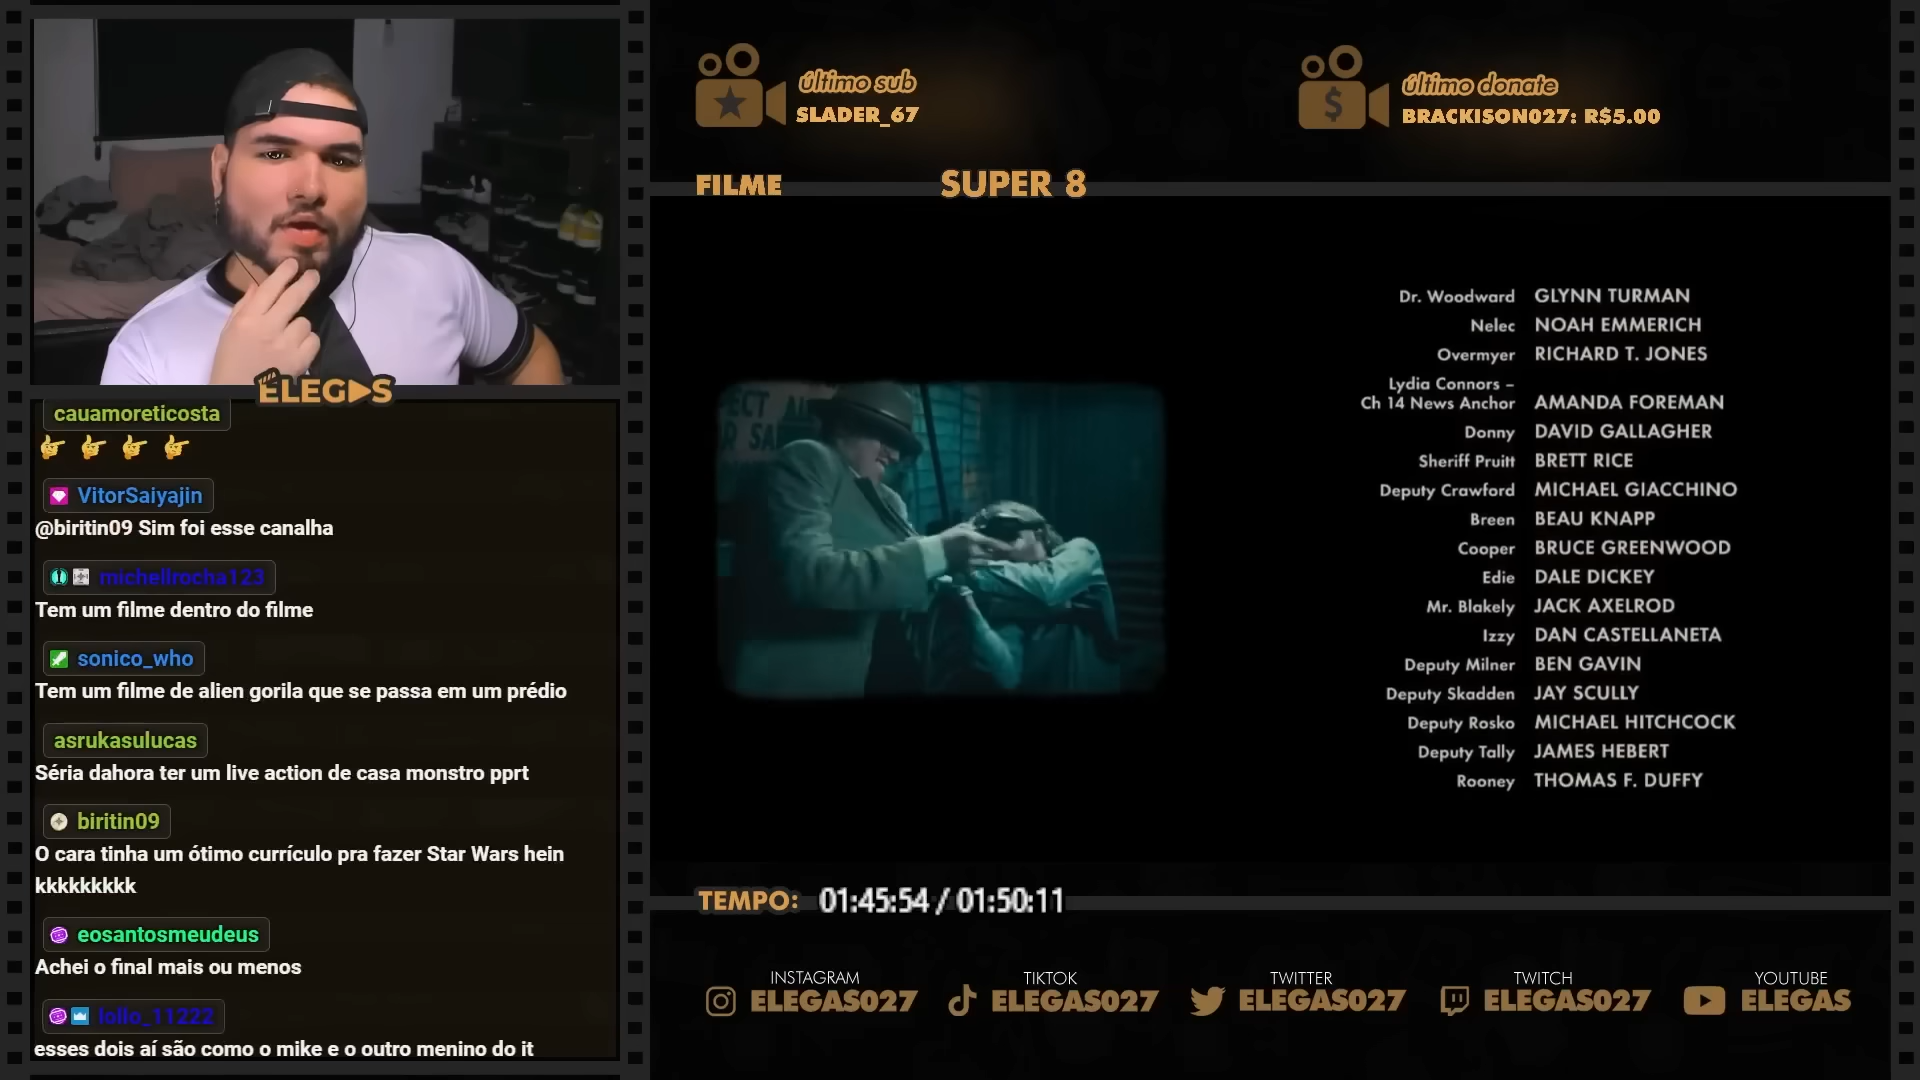 último sub
SLADER_67
último donate
BRACKISON027: R$5.00
FILME
SUPER 8
ELEGAS
cauamoreticosta
VitorSaiyajin
@biritin09 Sim foi esse canalha
michellrocha123
Tem um filme dentro do filme
sonico_who
Tem um filme de alien gorila que se passa em um prédio
asrukasulucas
Séria dahora ter um live action de casa monstro pprt
biritin09
O cara tinha um ótimo currículo pra fazer Star Wars hein
kkkkkkkkk
eosantosmeudeus
Achei o final mais ou menos
lollo_11222
esses dois aí são como o mike e o outro menino do it
Dr. Woodward GLYNN TURMAN
Nelec NOAH EMMERICH
Overmyer RICHARD T. JONES
Lydia Connors –
Ch 14 News Anchor AMANDA FOREMAN
Donny DAVID GALLAGHER
Sheriff Pruitt BRETT RICE
Deputy Crawford MICHAEL GIACCHINO
Breen BEAU KNAPP
Cooper BRUCE GREENWOOD
Edie DALE DICKEY
Mr. Blakely JACK AXELROD
Izzy DAN CASTELLANETA
Deputy Milner BEN GAVIN
Deputy Skadden JAY SCULLY
Deputy Rosko MICHAEL HITCHCOCK
Deputy Tally JAMES HEBERT
Rooney THOMAS F. DUFFY
TEMPO: 01:45:54 / 01:50:11
INSTAGRAM
ELEGAS027
TIKTOK
ELEGAS027
TWITTER
ELEGAS027
TWITCH
ELEGAS027
YOUTUBE
ELEGAS